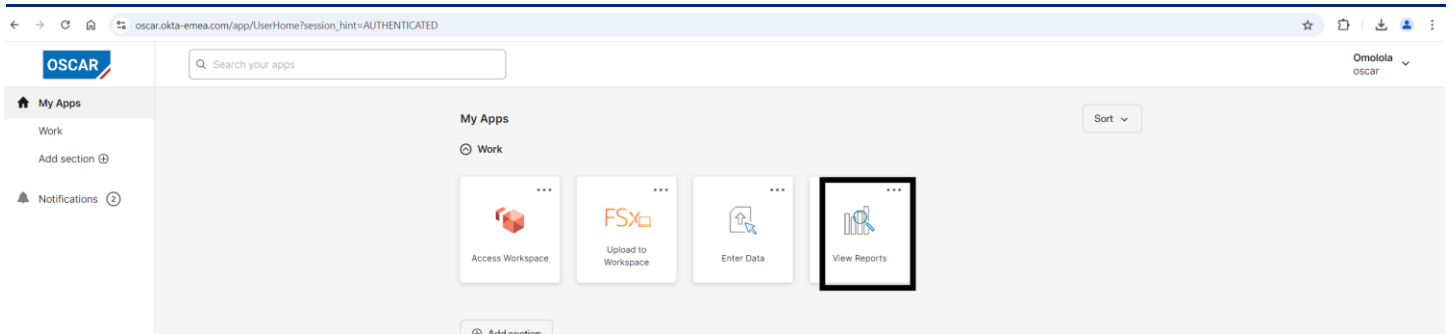 oscar.okta-emea.com/app/UserHome?session_hint=AUTHENTICATED
OSCAR
Search your apps
Omolola
oscar
My Apps
Work
Add section
Notifications 2
My Apps
Sort
Work
Access Workspace
FSx
Upload to
Workspace
Enter Data
View Reports
Add section